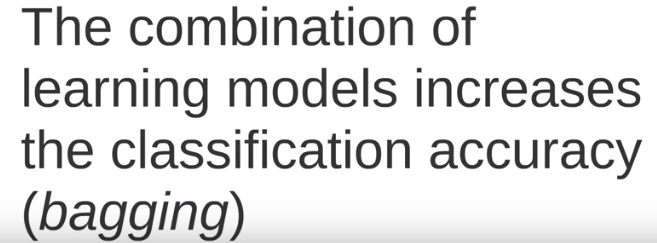 The combination of
learning models increases
the classification accuracy
(bagging)